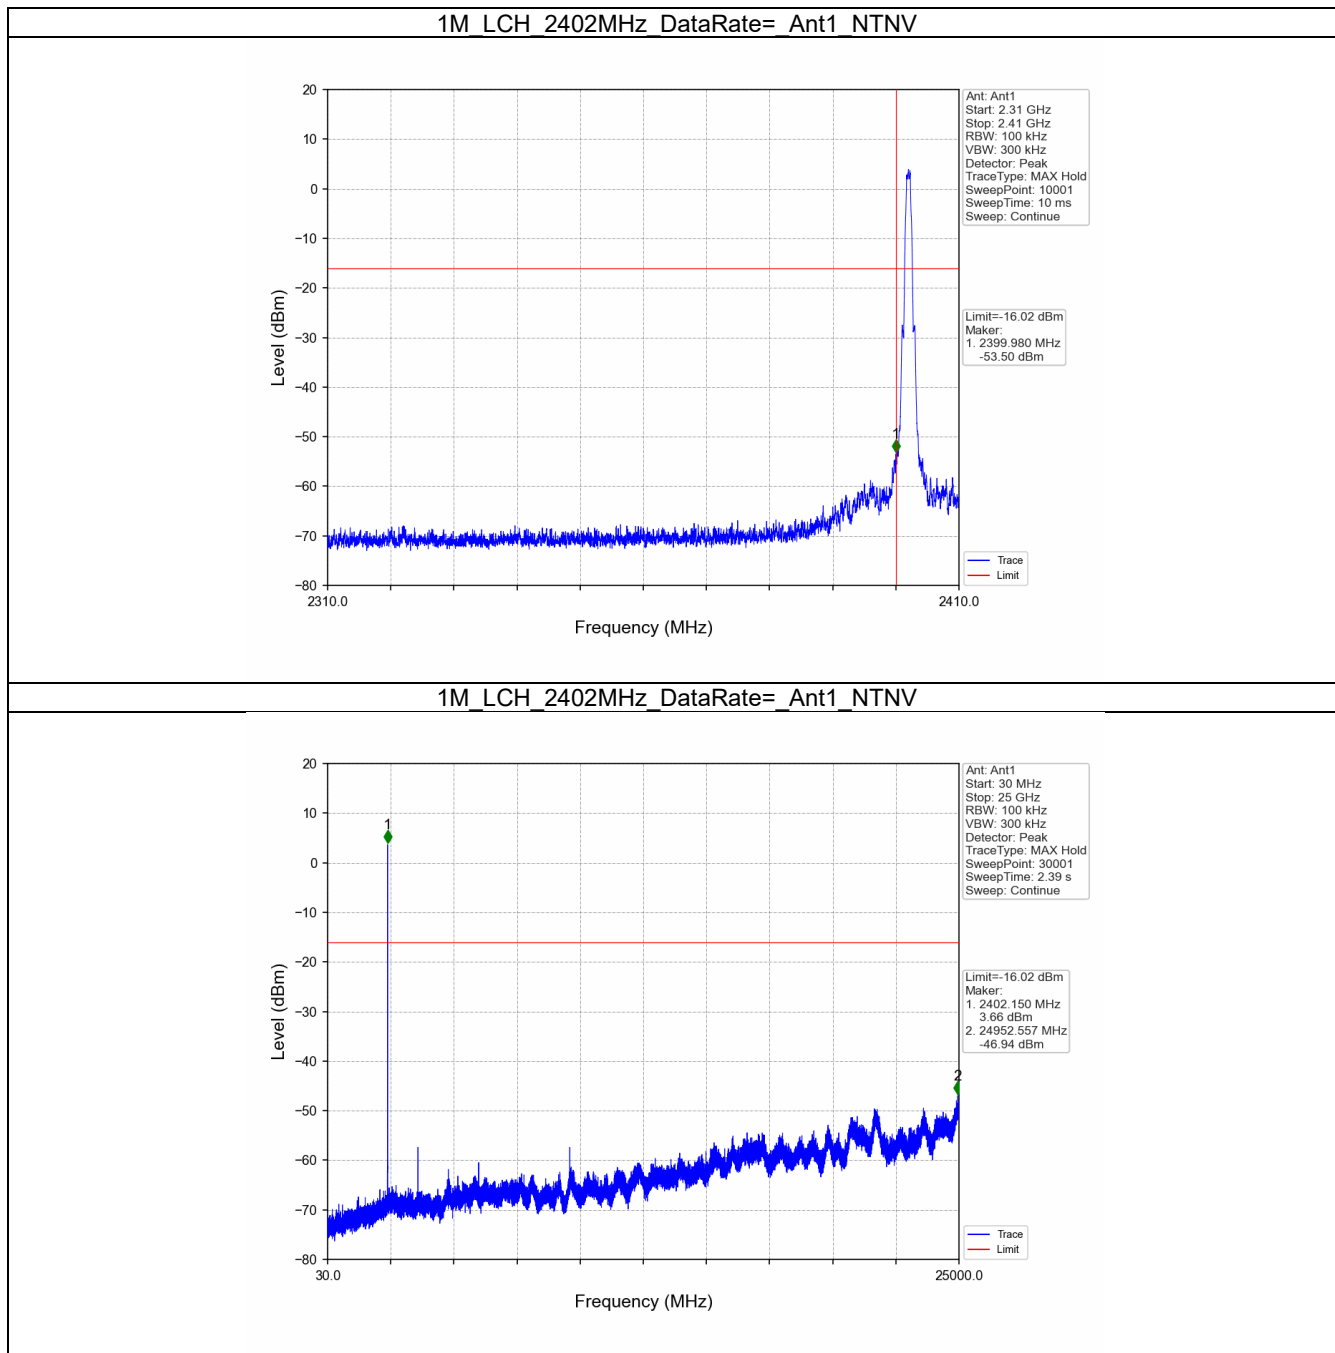 1M_LCH_2402MHz_DataRate=_Ant1_NTNV
20
10
0
−10
−20
−30
−40
−50
−60
−70
−80
Level (dBm)
2310.0
2410.0
Frequency (MHz)
1
Ant: Ant1
Start: 2.31 GHz
Stop: 2.41 GHz
RBW: 100 kHz
VBW: 300 kHz
Detector: Peak
TraceType: MAX Hold
SweepPoint: 10001
SweepTime: 10 ms
Sweep: Continue
Limit=-16.02 dBm
Maker:
1. 2399.980 MHz
-53.50 dBm
Trace
Limit
1M_LCH_2402MHz_DataRate=_Ant1_NTNV
20
10
0
−10
−20
−30
−40
−50
−60
−70
−80
Level (dBm)
30.0
25000.0
Frequency (MHz)
1
2
Ant: Ant1
Start: 30 MHz
Stop: 25 GHz
RBW: 100 kHz
VBW: 300 kHz
Detector: Peak
TraceType: MAX Hold
SweepPoint: 30001
SweepTime: 2.39 s
Sweep: Continue
Limit=-16.02 dBm
Maker:
1. 2402.150 MHz
3.66 dBm
2. 24952.557 MHz
-46.94 dBm
Trace
Limit